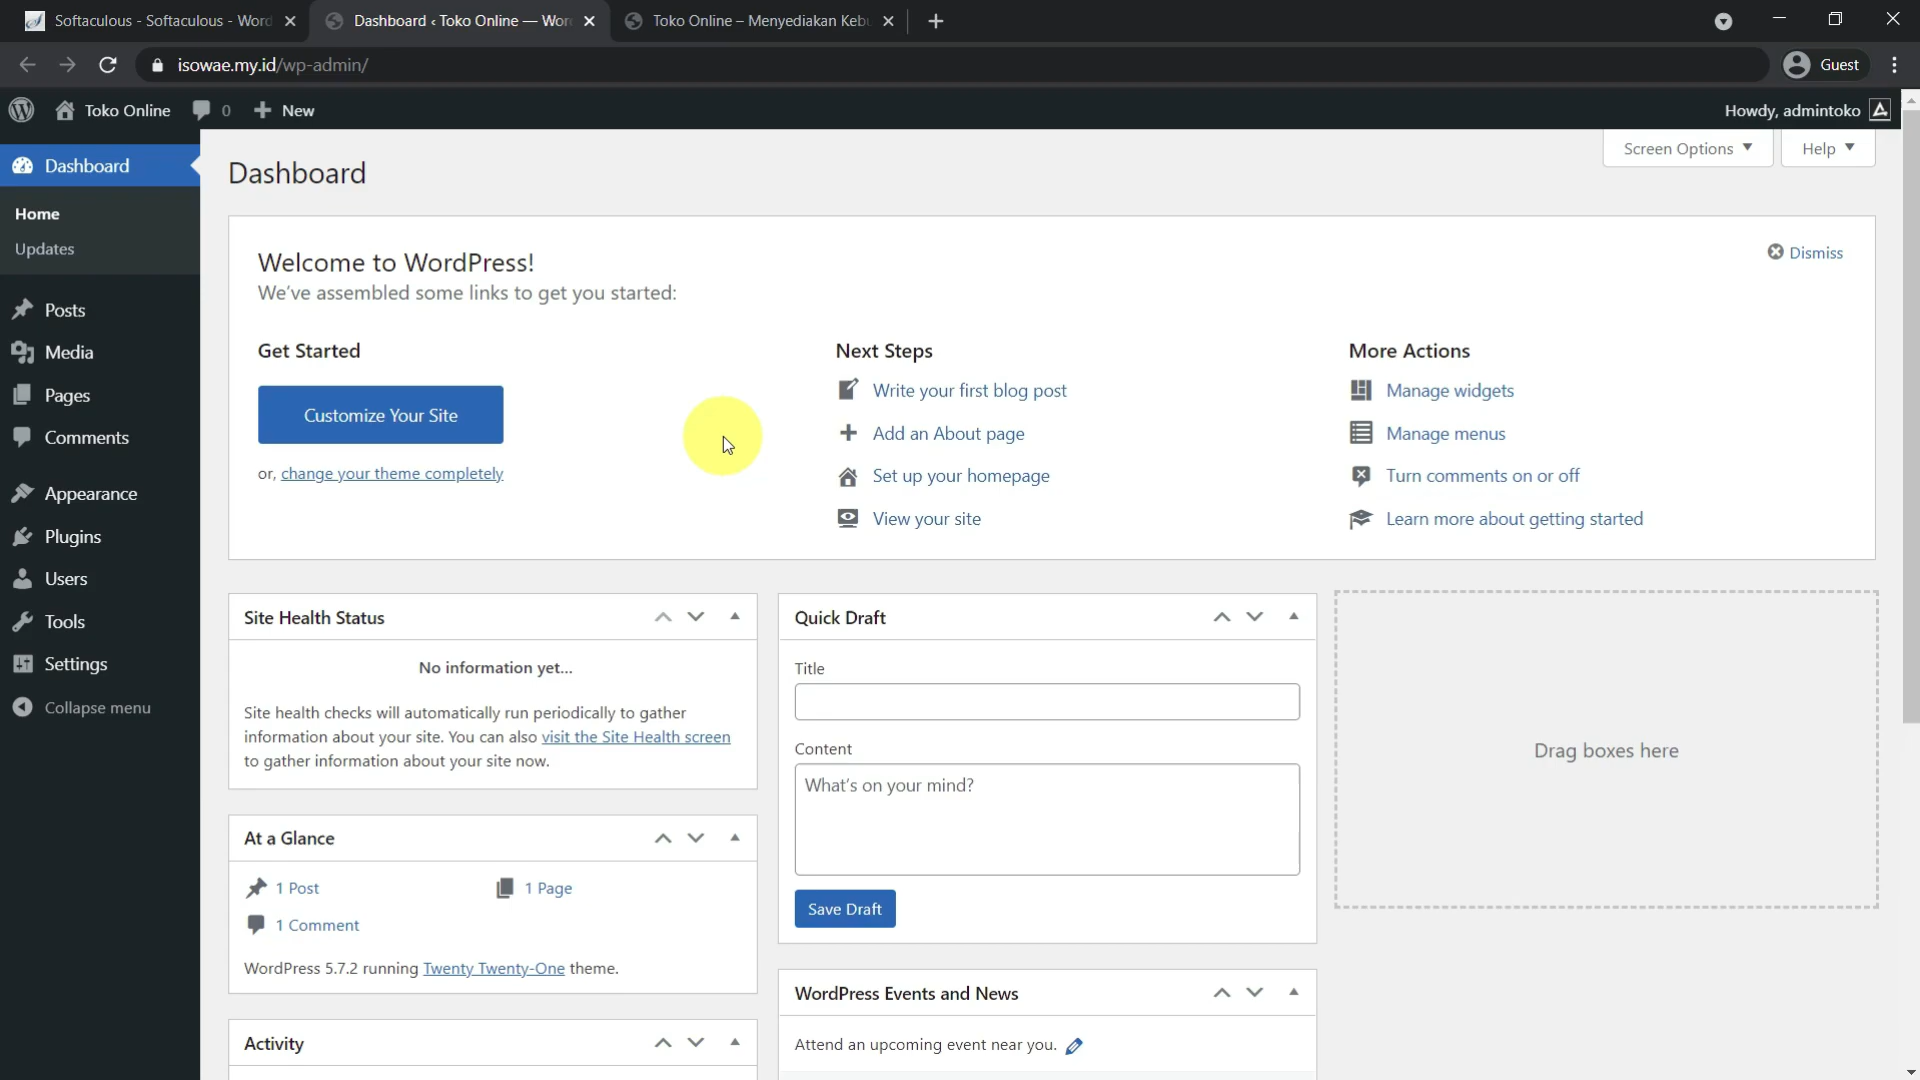 Softaculous - Softaculous - Word
Dashboard ‹ Toko Online — Wor
Toko Online – Menyediakan Kebu
isowae.my.id/wp-admin/
Guest
Toko Online
0
New
Howdy, admintoko
Dashboard
Home
Updates
Posts
Media
Pages
Comments
Appearance
Plugins
Users
Tools
Settings
Collapse menu
Dashboard
Screen Options
Help
Welcome to WordPress!
We've assembled some links to get you started:
Dismiss
Get Started
Customize Your Site
or, change your theme completely
Next Steps
Write your first blog post
Add an About page
Set up your homepage
View your site
More Actions
Manage widgets
Manage menus
Turn comments on or off
Learn more about getting started
Site Health Status
No information yet...
Site health checks will automatically run periodically to gather
information about your site. You can also visit the Site Health screen
to gather information about your site now.
At a Glance
1 Post
1 Page
1 Comment
WordPress 5.7.2 running Twenty Twenty-One theme.
Activity
Quick Draft
Title
Content
What's on your mind?
Save Draft
WordPress Events and News
Attend an upcoming event near you.
Drag boxes here